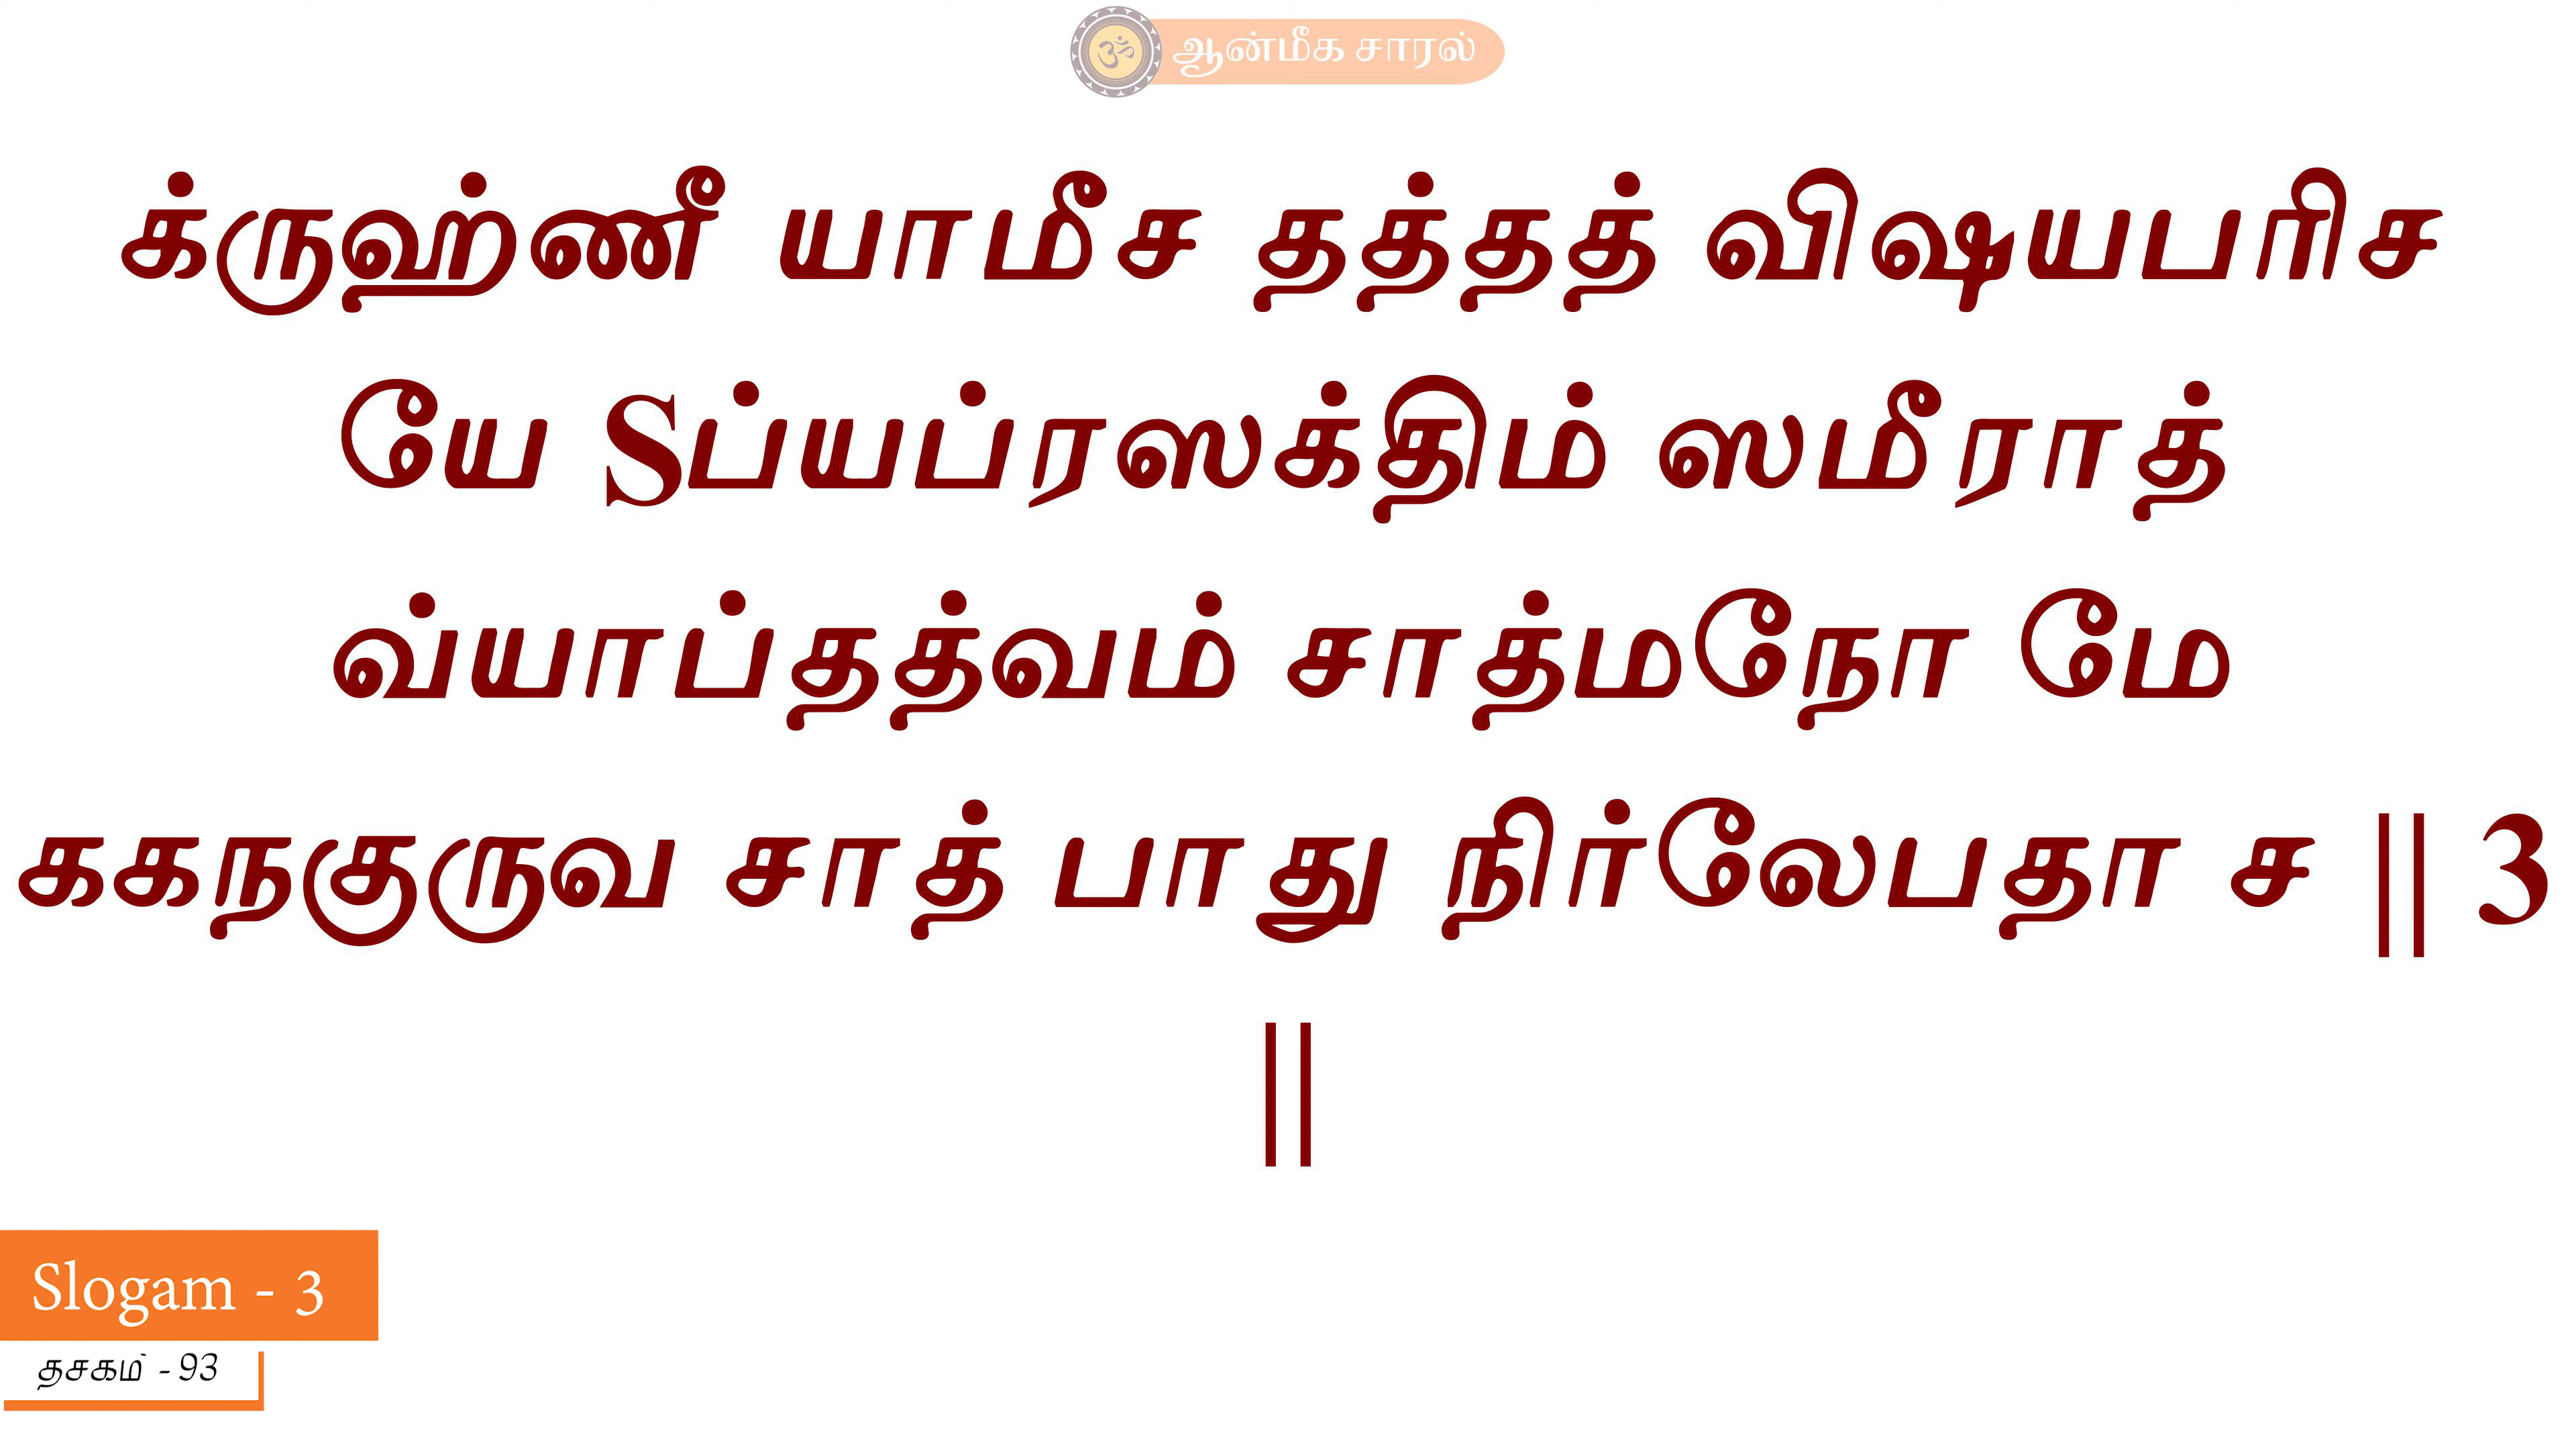 ஆன்மீக சாரல்
க்ருஹ்ணீ யாமீச தத்தத் விஷயபரிச
யே Sப்யப்ரஸக்திம் ஸமீராத்
வ்யாப்தத்வம் சாத்மநோ மே
ககநகுருவ சாத் பாது நிர்லேபதா ச || 3
||
Slogam - 3
தசகம் - 93